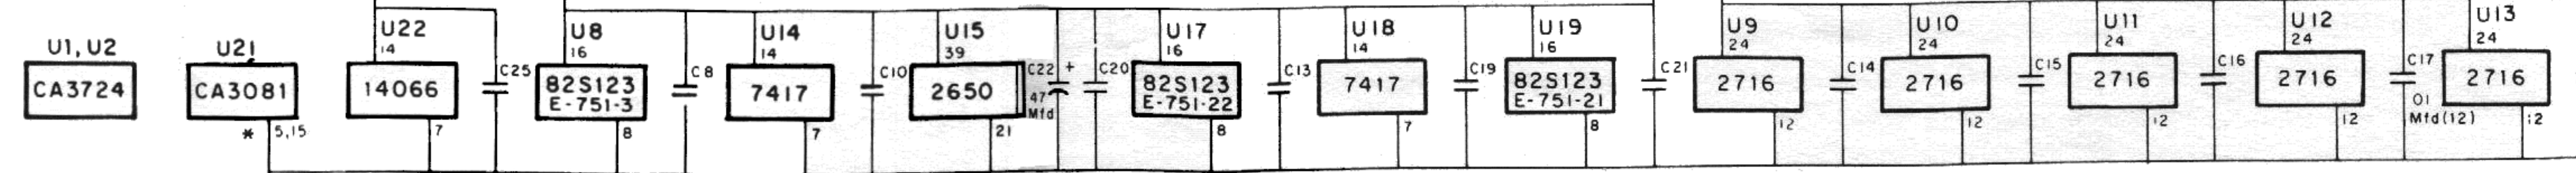 U1, U2
CA3724
U21
CA3081
* 5,15
U22
14
14066
7
C25
U8
16
82S123
E-751-3
8
C8
U14
14
7417
7
C10
U15
39
2650
21
C22 +
47
Mfd
C20
U17
16
82S123
E-751-22
8
C13
U18
14
7417
7
C19
U19
16
82S123
E-751-21
8
C21
U9
24
2716
12
C14
U10
24
2716
12
C15
U11
24
2716
12
C16
U12
24
2716
12
C17
01
Mfd(12)
U13
24
2716
12